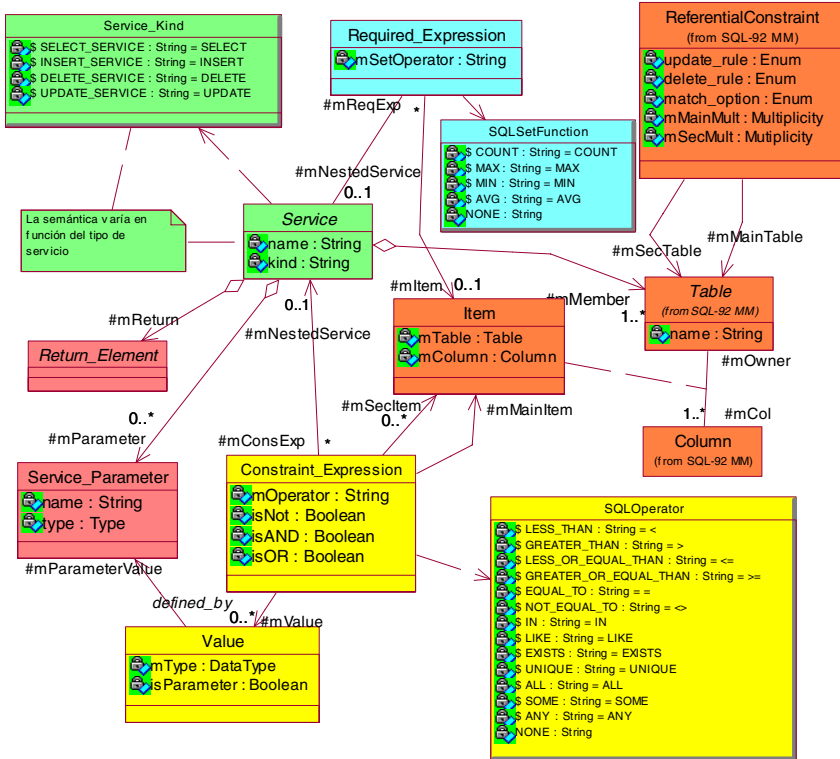 Service_Kind
$ SELECT_SERVICE : String = SELECT
$ INSERT_SERVICE : String = INSERT
$ DELETE_SERVICE : String = DELETE
$ UPDATE_SERVICE : String = UPDATE
Required_Expression
mSetOperator : String
ReferentialConstraint
(from SQL-92 MM)
update_rule : Enum
delete_rule : Enum
match_option : Enum
mMainMult : Multiplicity
mSecMult : Mutiplicity
#mReqExp
*
SQLSetFunction
$ COUNT : String = COUNT
$ MAX : String = MAX
$ MIN : String = MIN
$ AVG : String = AVG
NONE : String
#mNestedService
0..1
La semántica varía en
función del tipo de
servicio
Service
name : String
kind : String
#mSecTable
#mMainTable
#mItem
0..1
#mMember
1..*
Table
(from SQL-92 MM)
name : String
#mReturn
0..1
#mNestedService
Item
mTable : Table
mColumn : Column
Return_Element
#mOwner
0..*
#mParameter
#mSecItem
0..*
#mMainItem
1..*
#mCol
#mConsExp
*
Column
(from SQL-92 MM)
Service_Parameter
name : String
type : Type
Constraint_Expression
mOperator : String
isNot : Boolean
isAND : Boolean
isOR : Boolean
SQLOperator
$ LESS_THAN : String = <
$ GREATER_THAN : String = >
$ LESS_OR_EQUAL_THAN : String = <=
$ GREATER_OR_EQUAL_THAN : String = >=
$ EQUAL_TO : String = =
$ NOT_EQUAL_TO : String = <>
$ IN : String = IN
$ LIKE : String = LIKE
$ EXISTS : String = EXISTS
$ UNIQUE : String = UNIQUE
$ ALL : String = ALL
$ SOME : String = SOME
$ ANY : String = ANY
NONE : String
#mParameterValue
defined_by
0..*
#mValue
Value
mType : DataType
isParameter : Boolean